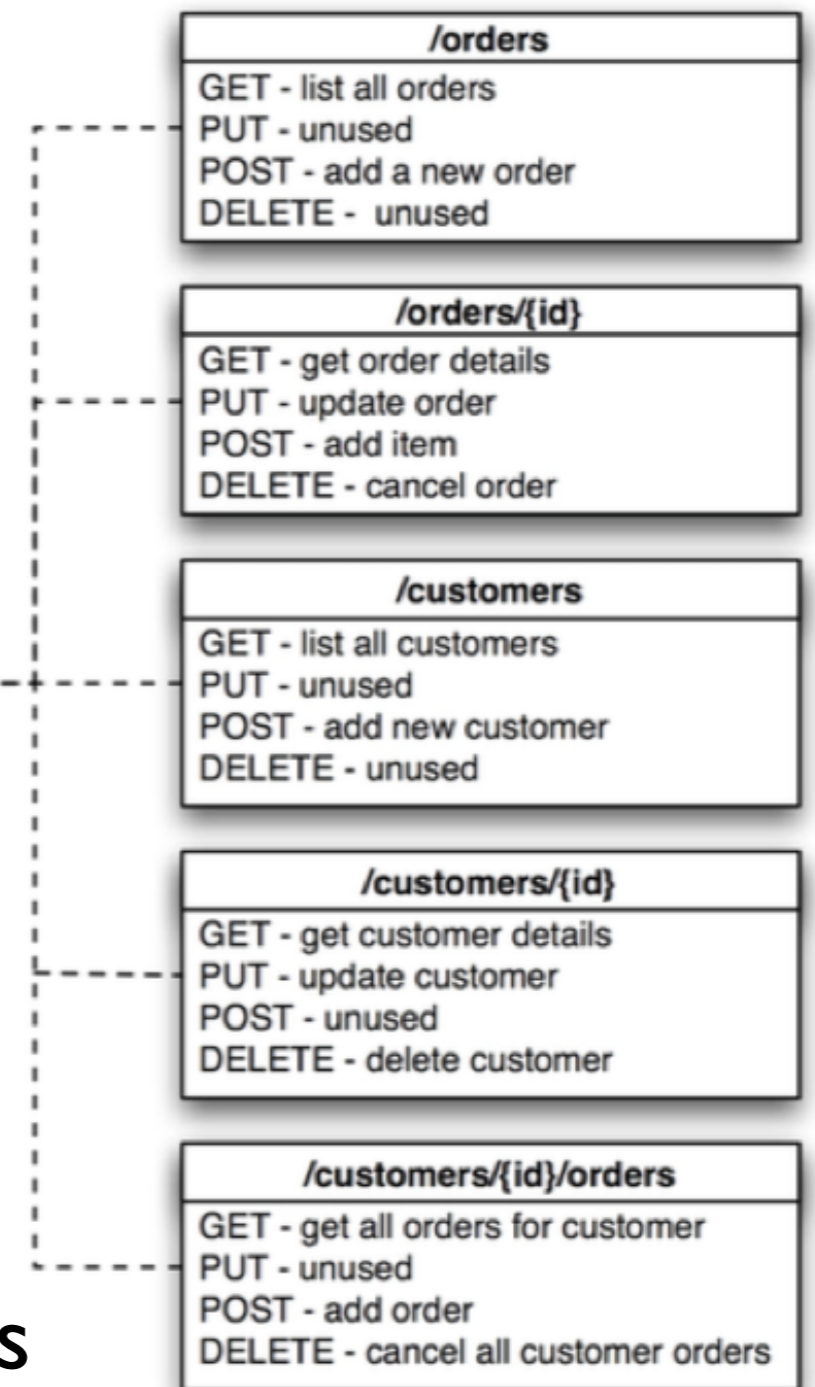 /orders
GET - list all orders
PUT - unused
POST - add a new order
DELETE - unused
/orders/{id}
GET - get order details
PUT - update order
POST - add item
DELETE - cancel order
/customers
GET - list all customers
PUT - unused
POST - add new customer
DELETE - unused
/customers/{id}
GET - get customer details
PUT - update customer
POST - unused
DELETE - delete customer
/customers/{id}/orders
GET - get all orders for customer
PUT - unused
POST - add order
DELETE - cancel all customer orders
s